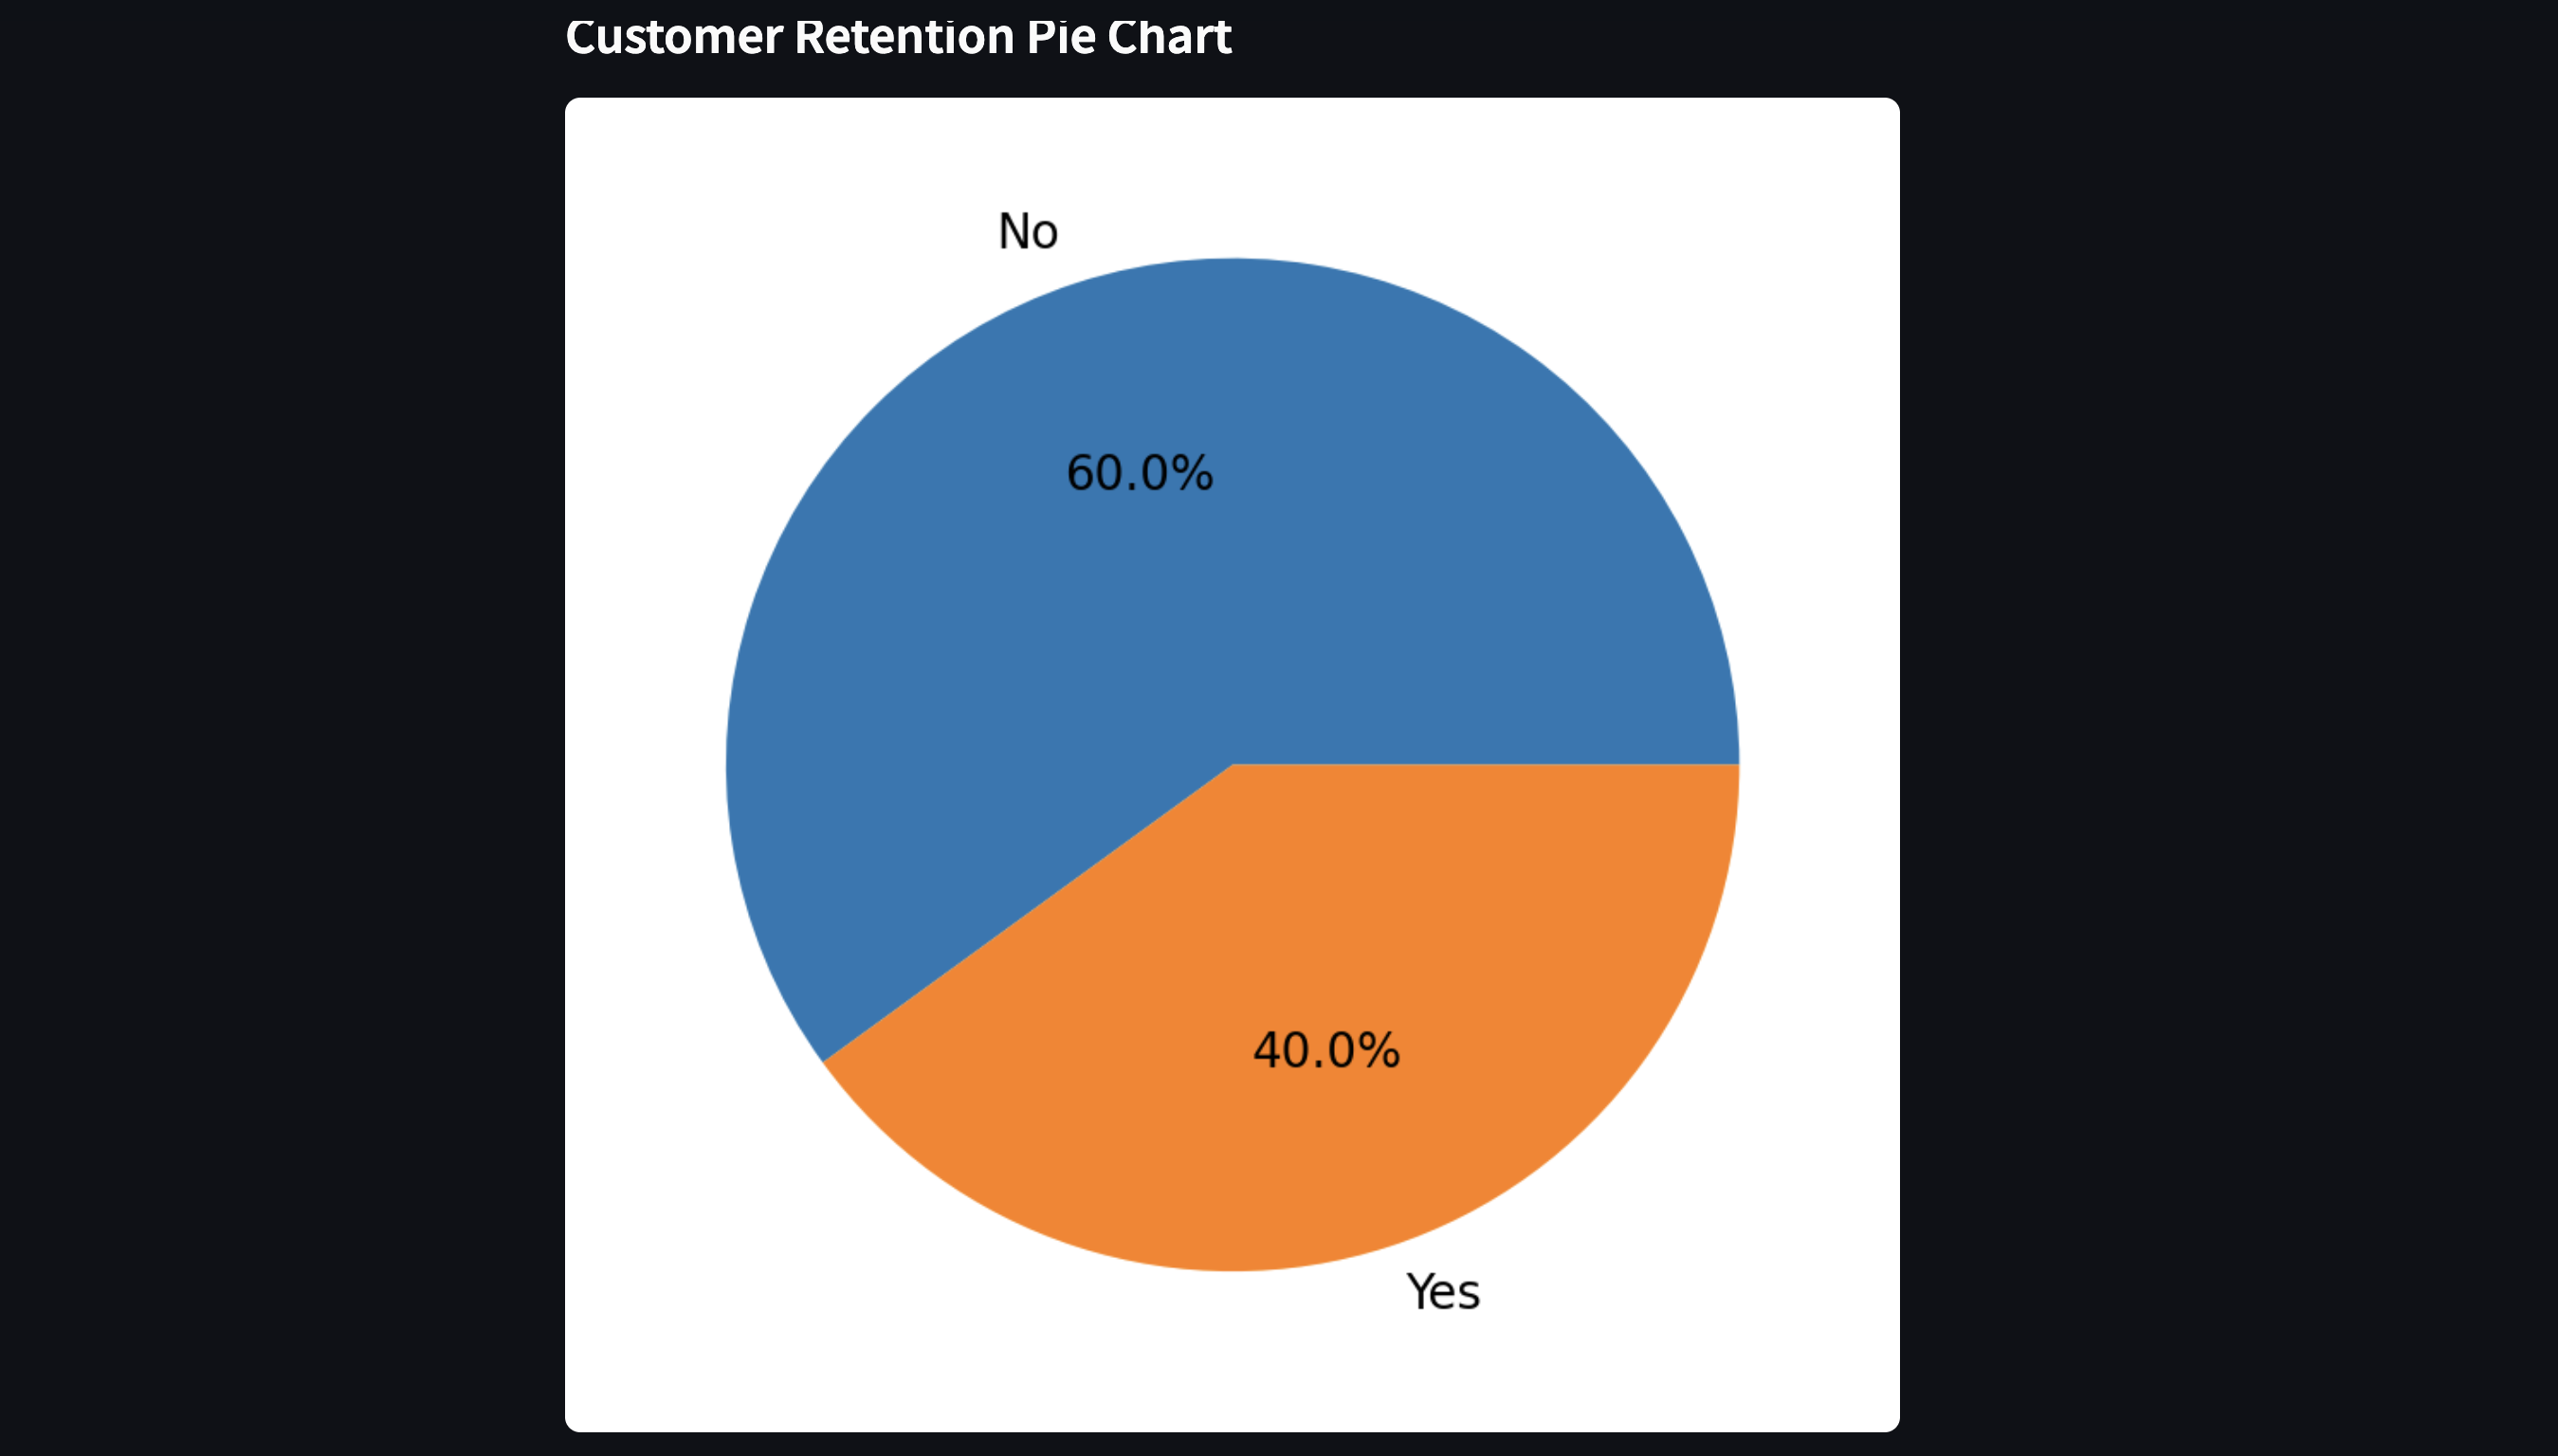 Customer Retention Pie Chart
No
60.0%
40.0%
Yes